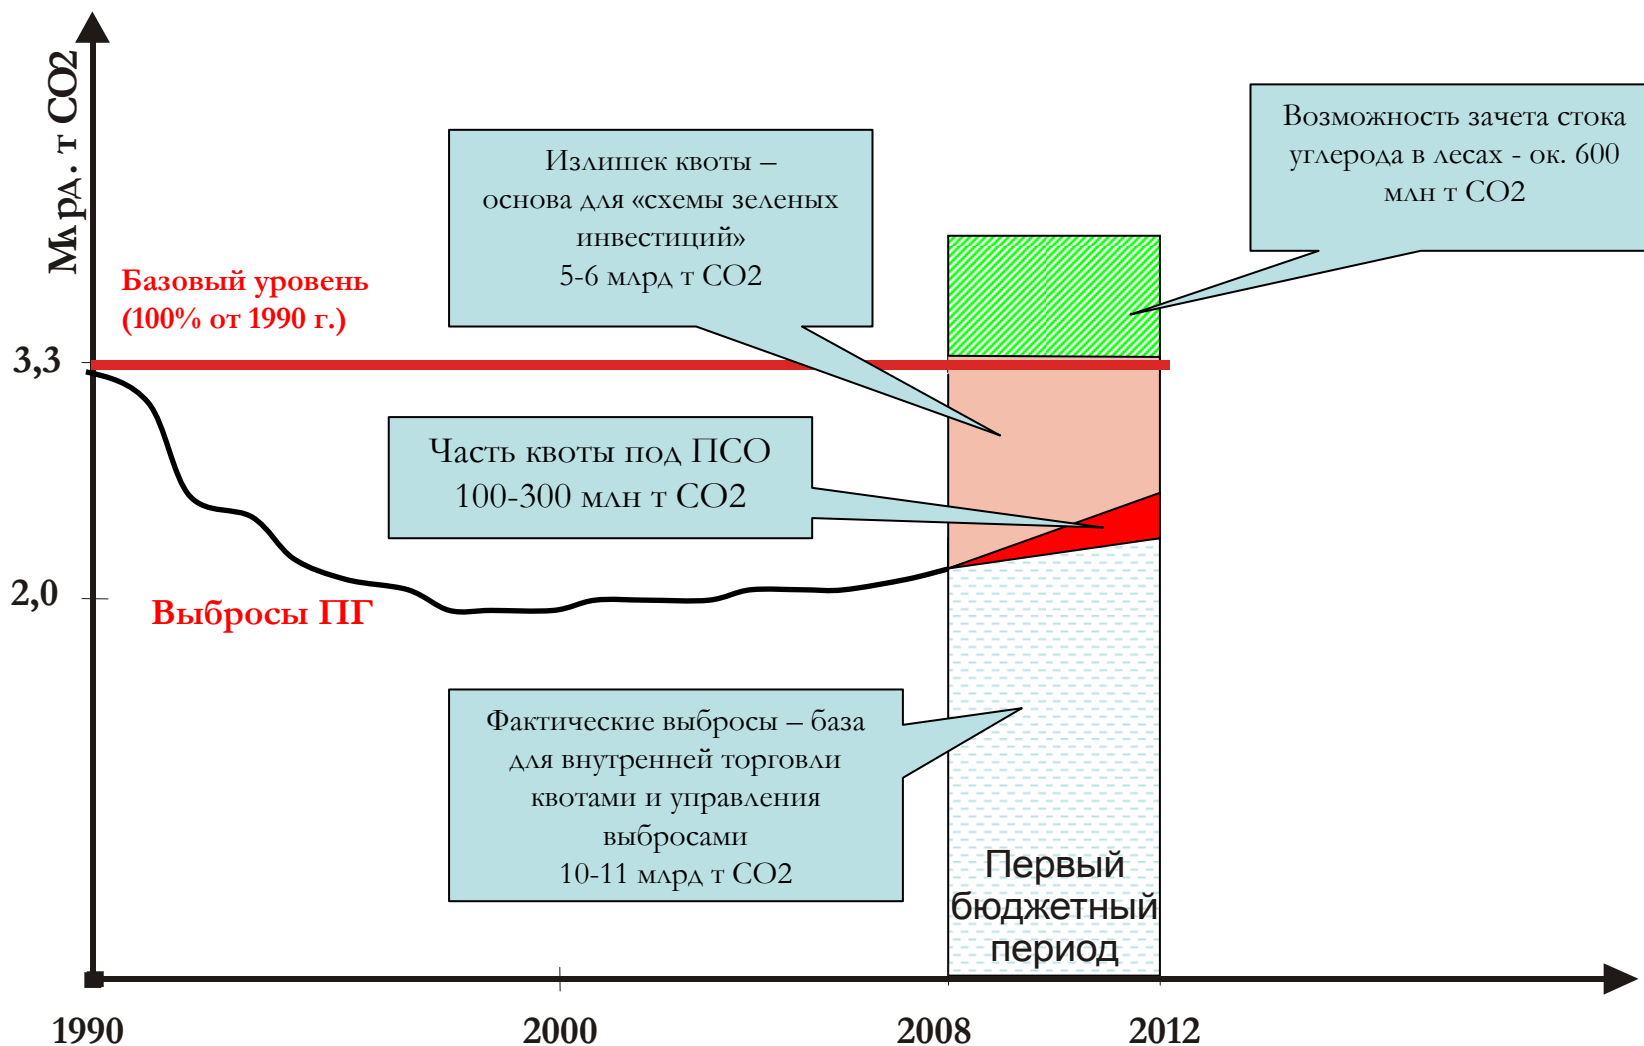 Млрд. т СО2
Возможность зачета стока
углерода в лесах - ок. 600
млн т СО2
Излишек квоты –
основа для «схемы зеленых
инвестиций»
5-6 млрд т СО2
Базовый уровень
(100% от 1990 г.)
3,3
Часть квоты под ПСО
100-300 млн т СО2
2,0
Выбросы ПГ
Фактические выбросы – база
для внутренней торговли
квотами и управления
выбросами
10-11 млрд т СО2
Первый
бюджетный
период
1990
2000
2008
2012